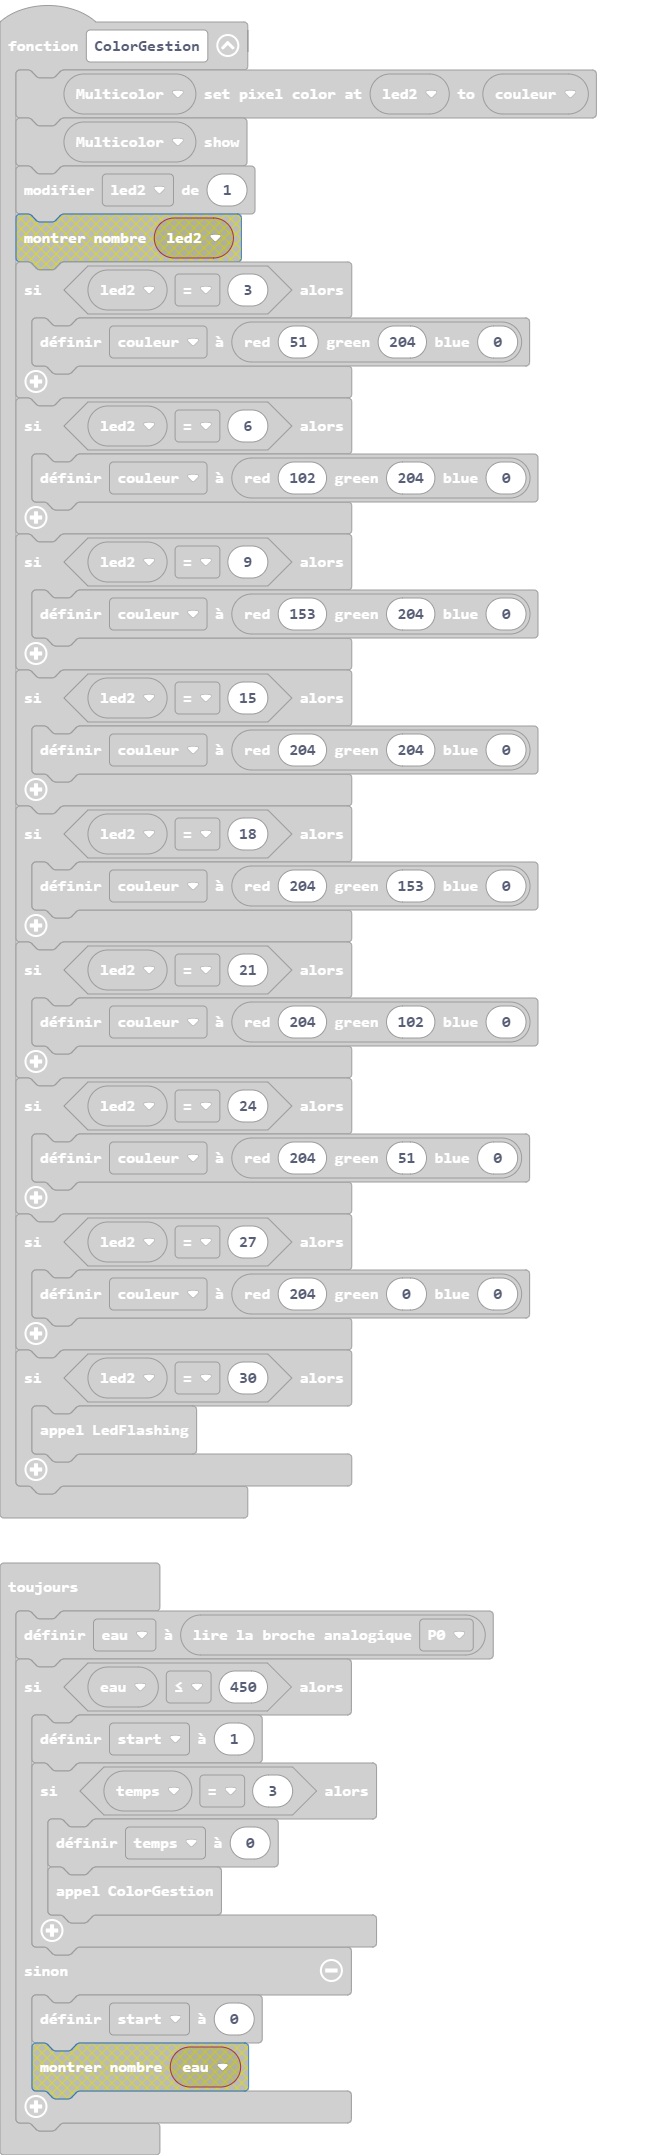 fonction ColorGestion
Multicolor set pixel color at led2 to couleur
Multicolor show
modifier led2 de 1
montrer nombre led2
si led2 = 3 alors
définir couleur à red 51 green 204 blue 0
si led2 = 6 alors
définir couleur à red 102 green 204 blue 0
si led2 = 9 alors
définir couleur à red 153 green 204 blue 0
si led2 = 15 alors
définir couleur à red 204 green 204 blue 0
si led2 = 18 alors
définir couleur à red 204 green 153 blue 0
si led2 = 21 alors
définir couleur à red 204 green 102 blue 0
si led2 = 24 alors
définir couleur à red 204 green 51 blue 0
si led2 = 27 alors
définir couleur à red 204 green 0 blue 0
si led2 = 30 alors
appel LedFlashing
toujours
définir eau à lire la broche analogique P0
si eau ≤ 450 alors
définir start à 1
si temps = 3 alors
définir temps à 0
appel ColorGestion
sinon
définir start à 0
montrer nombre eau